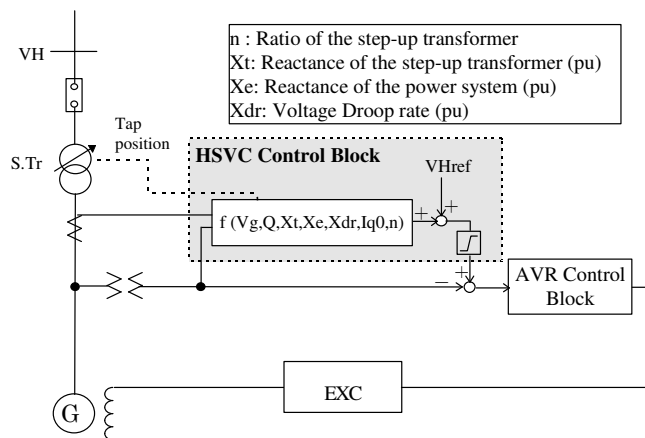 n : Ratio of the step-up transformer
Xt: Reactance of the step-up transformer (pu)
Xe: Reactance of the power system (pu)
Xdr: Voltage Droop rate (pu)
VH
Tap
position
S.Tr
HSVC Control Block
VHref
+
f (Vg,Q,Xt,Xe,Xdr,Iq0,n)
+
+
−
AVR Control
Block
G
EXC